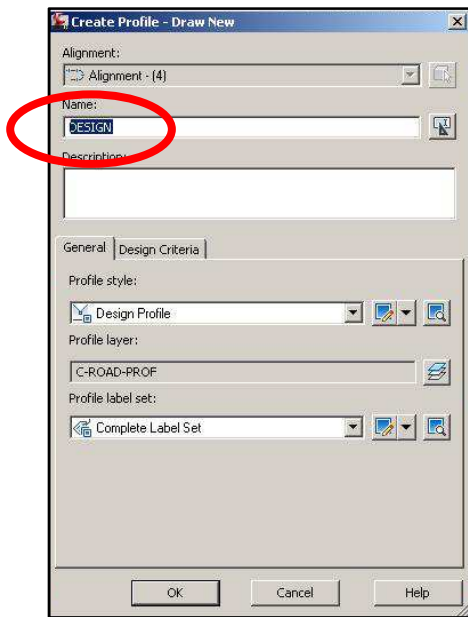 Create Profile - Draw New
Alignment:
Alignment - (4)
Name:
DESIGN
Description:
General Design Criteria
Profile style:
Design Profile
Profile layer:
C-ROAD-PROF
Profile label set:
Complete Label Set
OK Cancel Help